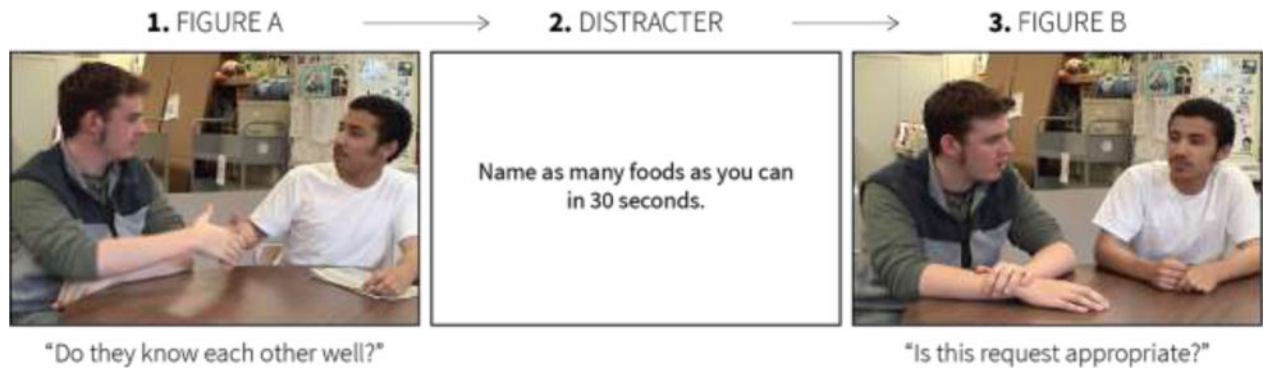 1. FIGURE A
2. DISTRACTER
3. FIGURE B
Name as many foods as you can
in 30 seconds.
"Do they know each other well?"
"Is this request appropriate?"